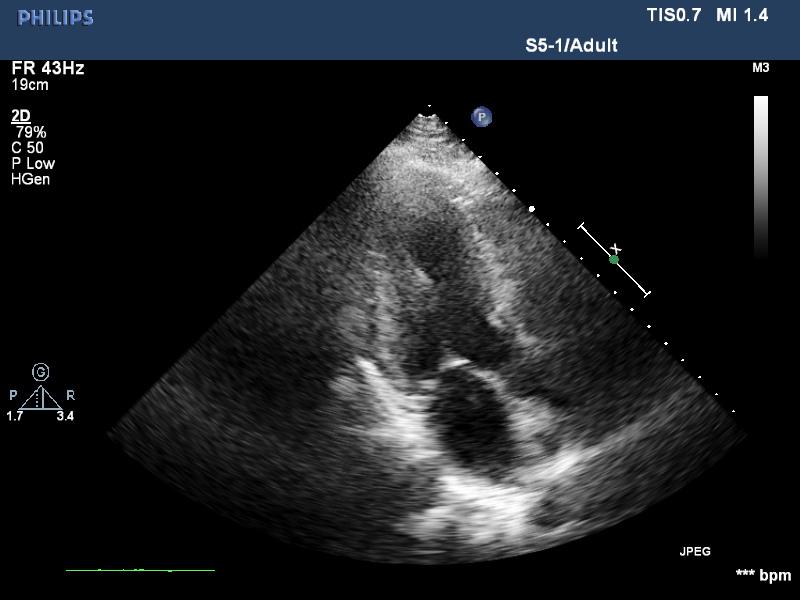 PHILIPS
TIS0.7 MI 1.4
S5-1/Adult
FR 43Hz
19cm
M3
2D
79%
C 50
P Low
HGen
P
X
G
P R
1.7 3.4
JPEG
*** bpm